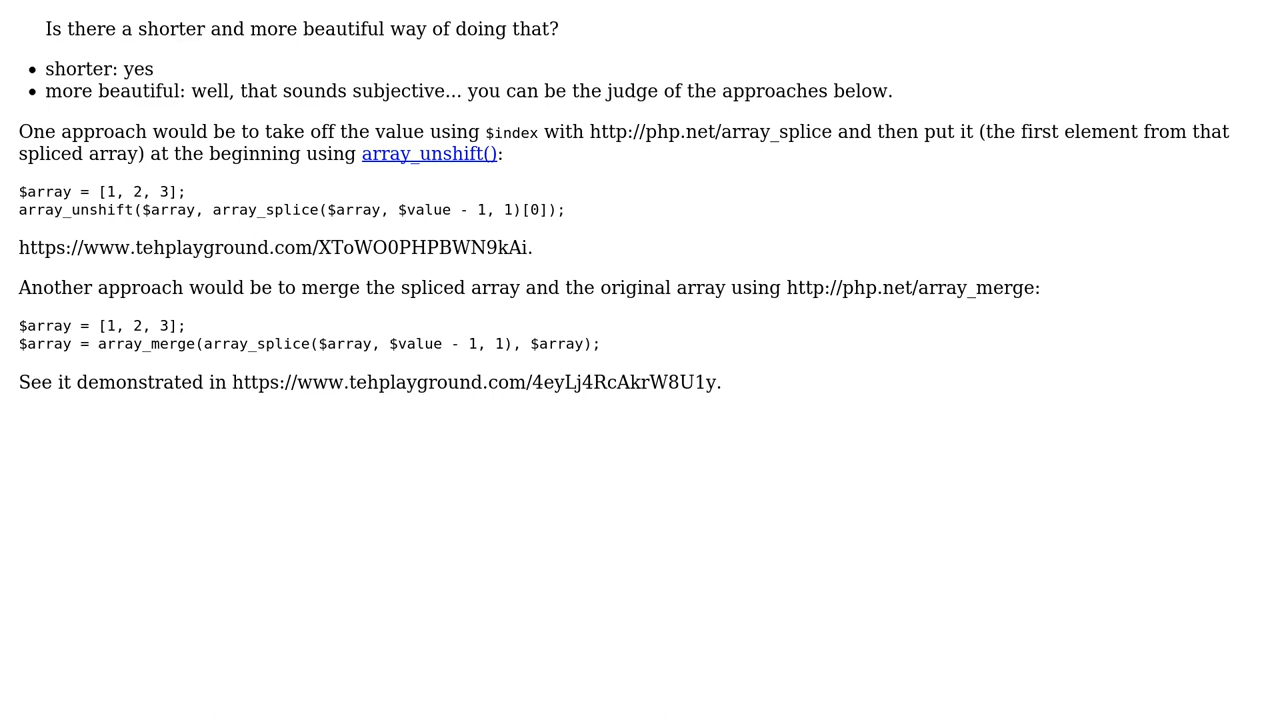 Is there a shorter and more beautiful way of doing that?
• shorter: yes
• more beautiful: well, that sounds subjective... you can be the judge of the approaches below.
One approach would be to take off the value using $index with http://php.net/array_splice and then put it (the first element from that
spliced array) at the beginning using array_unshift():
$array = [1, 2, 3];
array_unshift($array, array_splice($array, $value - 1, 1)[0]);
https://www.tehplayground.com/XToWO0PHPBWN9kAi.
Another approach would be to merge the spliced array and the original array using http://php.net/array_merge:
$array = [1, 2, 3];
$array = array_merge(array_splice($array, $value - 1, 1), $array);
See it demonstrated in https://www.tehplayground.com/4eyLj4RcAkrW8U1y.